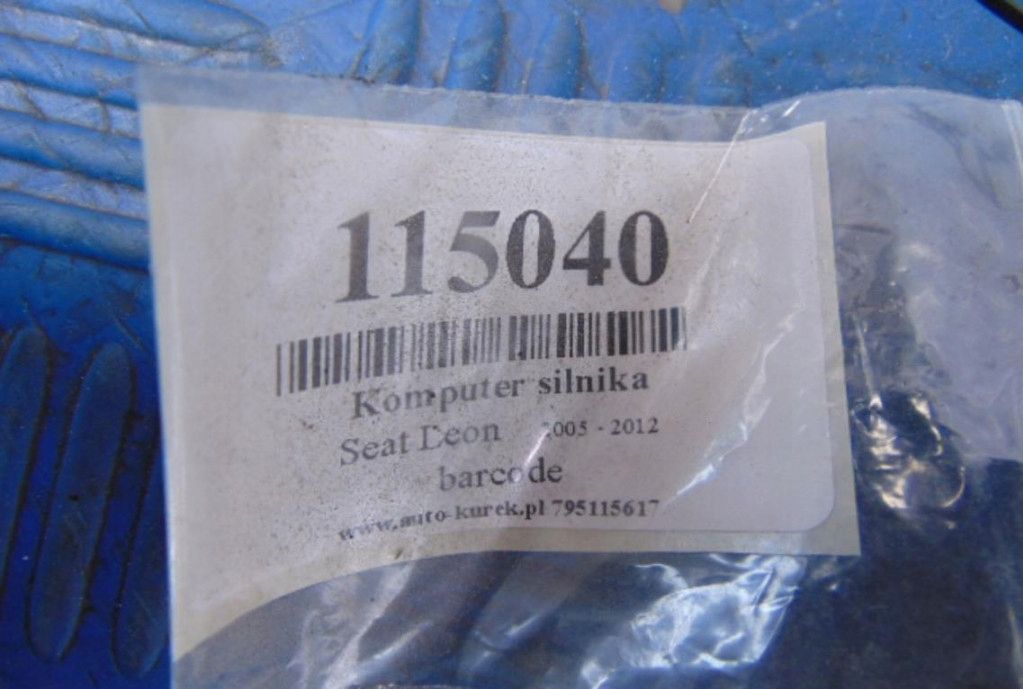 115040
Komputer silnika
Seat Leon 2005 - 2012
barcode
www.auto-kurek.pl 795115617